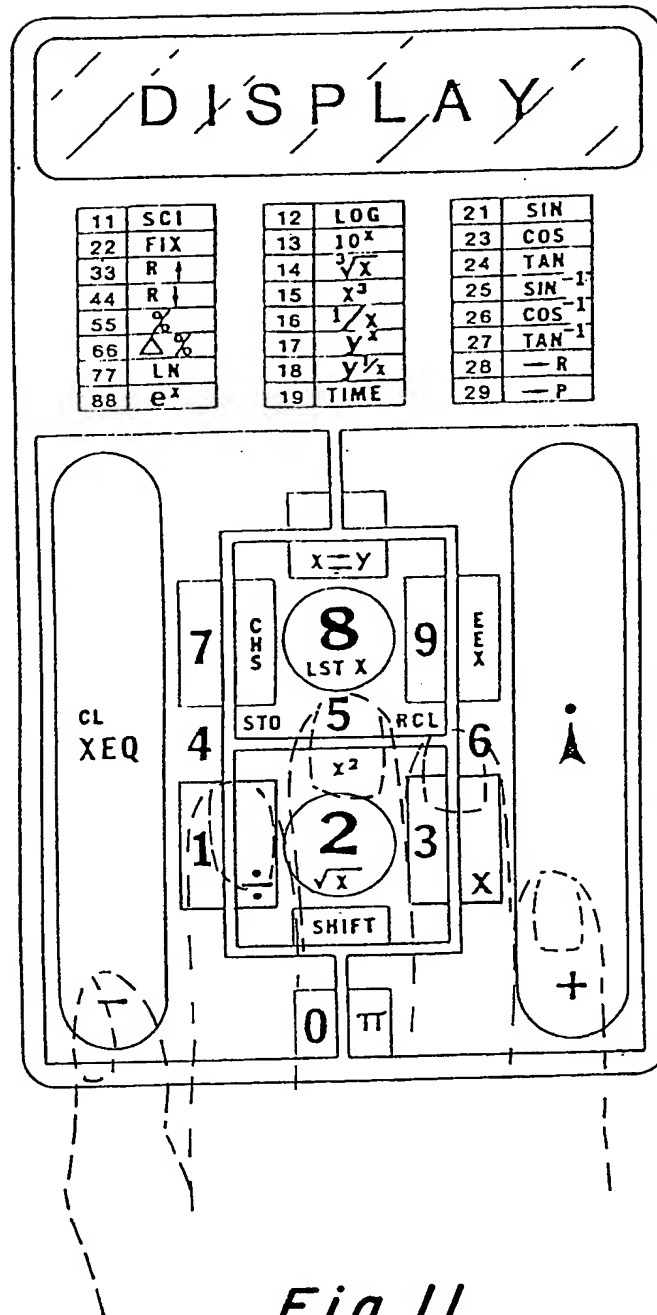 DISPLAY
11 SCI
22 FIX
33 R ↑
44 R ↓
55 %
66 Δ%
77 LN
88 eˣ
12 LOG
13 10ˣ
14 ³√x
15 x³
16 1/x
17 yˣ
18 y¹/ˣ
19 TIME
21 SIN
23 COS
24 TAN
25 SIN⁻¹
26 COS⁻¹
27 TAN⁻¹
28 —R
29 —P
x⇌y
7 CHS 8 9 EEX
LST X
STO 5 RCL
CL
XEQ 4 6 •
x²
1 ÷ 2 3 x
√x
SHIFT
− +
0 π
Fig 11